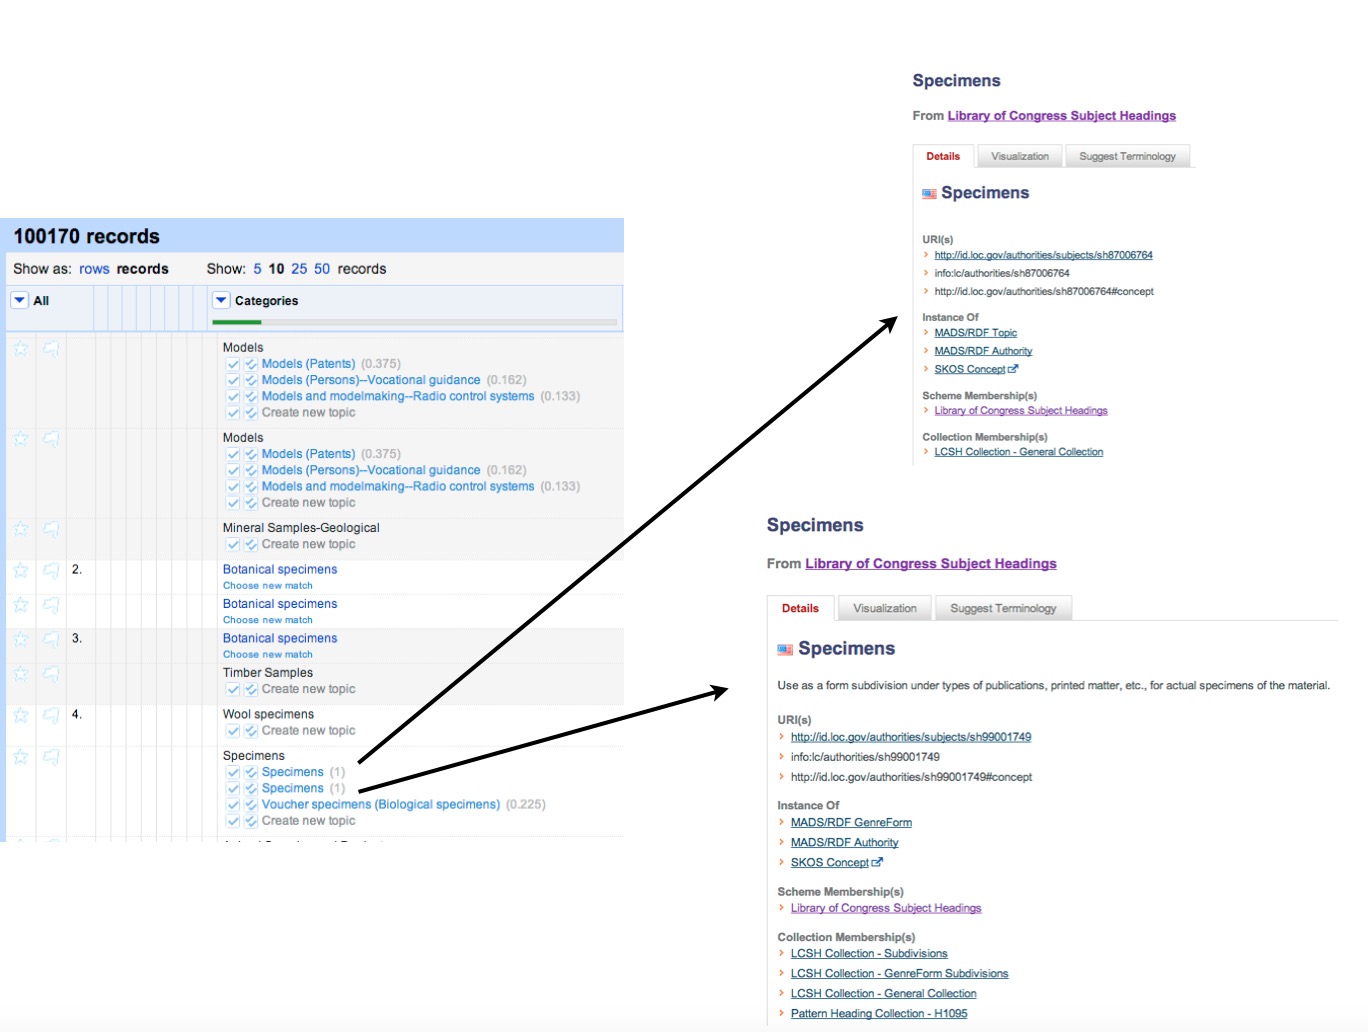 100170 records
Show as: rows records Show: 5 10 25 50 records
All Categories
Models
Models (Patents) (0.375)
Models (Persons)--Vocational guidance (0.162)
Models and modelmaking--Radio control systems (0.133)
Create new topic
Models
Models (Patents) (0.375)
Models (Persons)--Vocational guidance (0.162)
Models and modelmaking--Radio control systems (0.133)
Create new topic
Mineral Samples-Geological
Create new topic
2. Botanical specimens
Choose new match
Botanical specimens
Choose new match
3. Botanical specimens
Choose new match
Timber Samples
Create new topic
4. Wool specimens
Create new topic
Specimens
Specimens (1)
Specimens (1)
Voucher specimens (Biological specimens) (0.225)
Create new topic
Specimens
From Library of Congress Subject Headings
Details Visualization Suggest Terminology
Specimens
URI(s)
http://id.loc.gov/authorities/subjects/sh87006764
info:lc/authorities/sh87006764
http://id.loc.gov/authorities/sh87006764#concept
Instance Of
MADS/RDF Topic
MADS/RDF Authority
SKOS Concept
Scheme Membership(s)
Library of Congress Subject Headings
Collection Membership(s)
LCSH Collection - General Collection
Specimens
From Library of Congress Subject Headings
Details Visualization Suggest Terminology
Specimens
Use as a form subdivision under types of publications, printed matter, etc., for actual specimens of the material.
URI(s)
http://id.loc.gov/authorities/subjects/sh99001749
info:lc/authorities/sh99001749
http://id.loc.gov/authorities/sh99001749#concept
Instance Of
MADS/RDF GenreForm
MADS/RDF Authority
SKOS Concept
Scheme Membership(s)
Library of Congress Subject Headings
Collection Membership(s)
LCSH Collection - Subdivisions
LCSH Collection - GenreForm Subdivisions
LCSH Collection - General Collection
Pattern Heading Collection - H1095